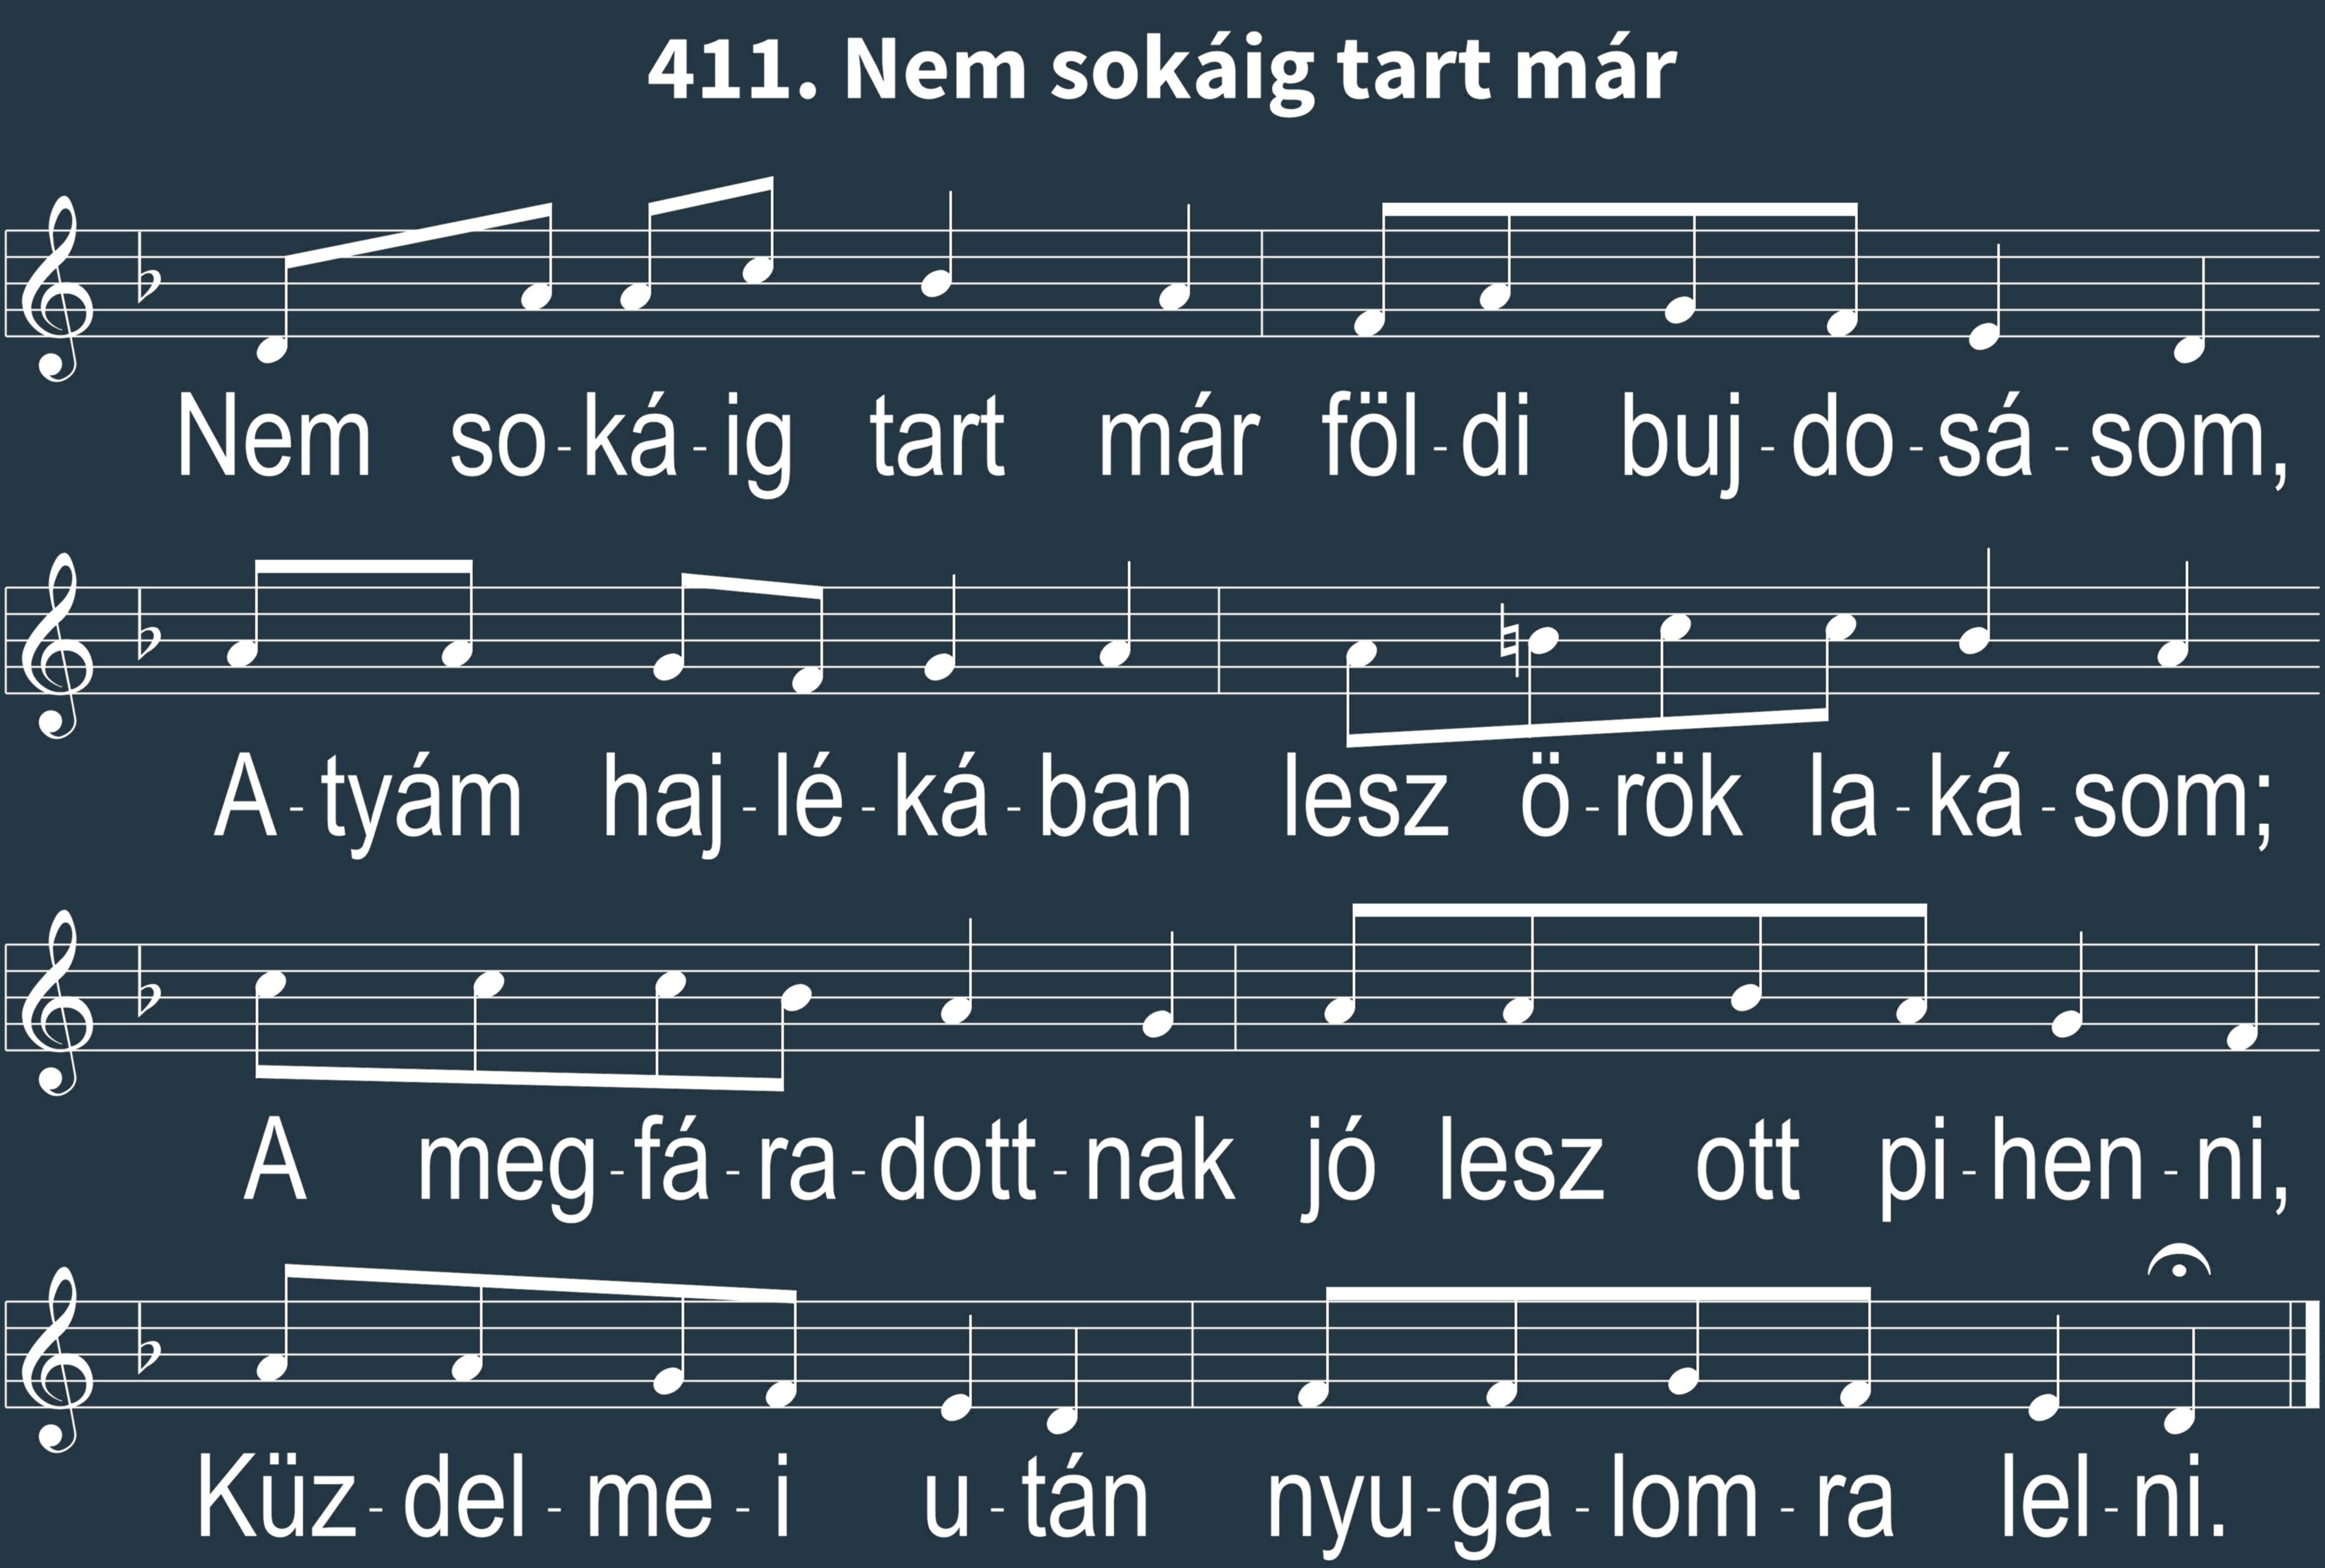 411. Nem sokáig tart már
Nem so-ká-ig tart már föl-di buj-do-sá-som,
A-tyám haj-lé-ká-ban lesz ö-rök la-ká-som;
A meg-fá-ra-dott-nak jó lesz ott pi-hen-ni,
Küz-del-me-i u-tán nyu-ga-lom-ra lel-ni.